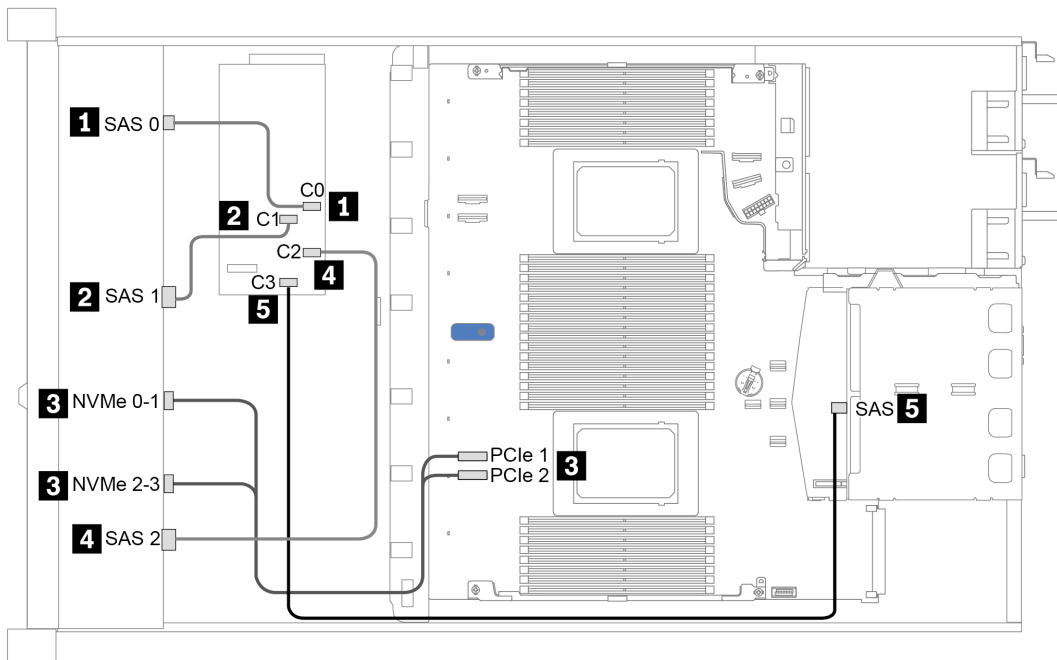 1 SAS 0
C0 1
2 C1
C2
4
2 SAS 1
C3
5
3 NVMe 0-1
SAS 5
PCIe 1
PCIe 2
3
3 NVMe 2-3
4 SAS 2